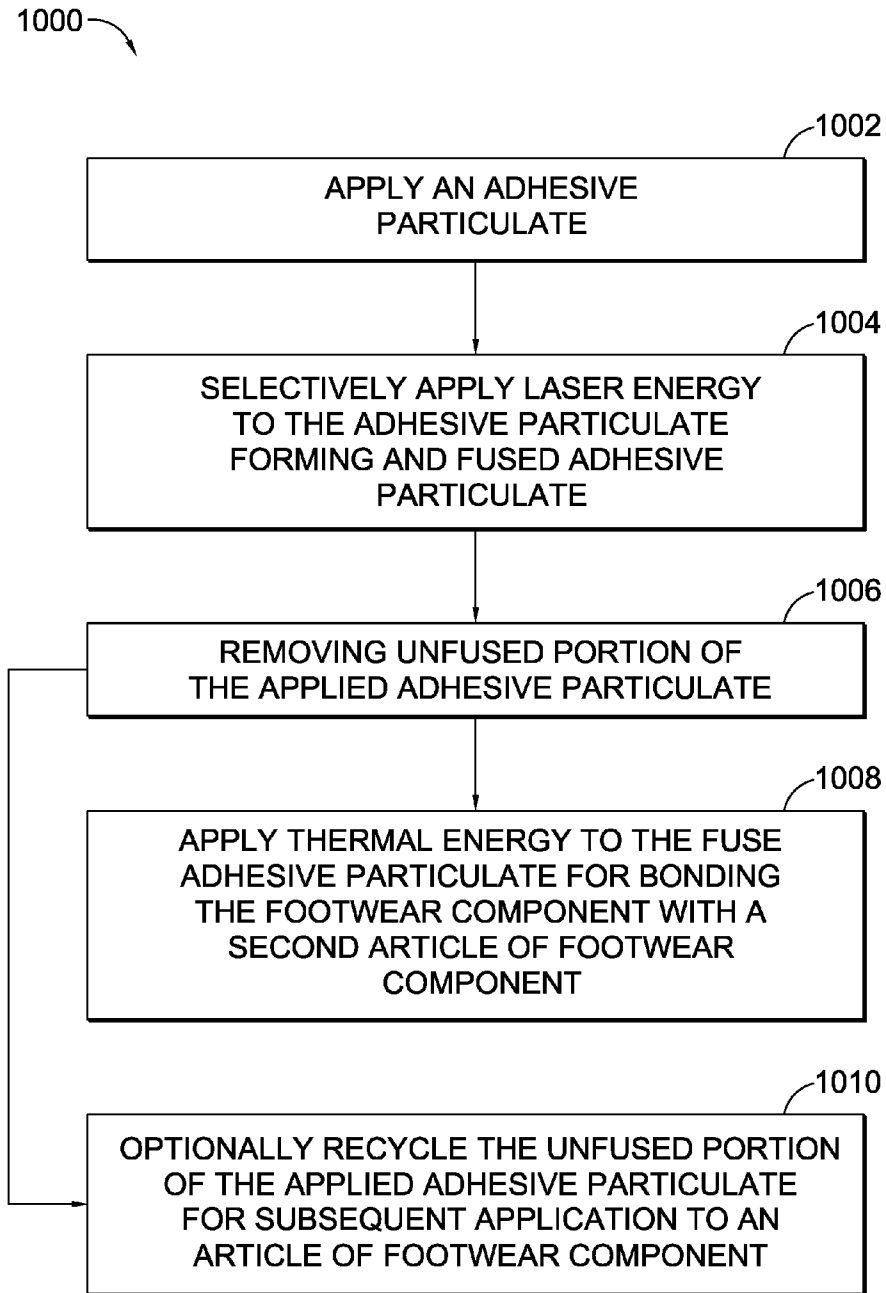 1000
1002
APPLY AN ADHESIVE
PARTICULATE
1004
SELECTIVELY APPLY LASER ENERGY
TO THE ADHESIVE PARTICULATE
FORMING AND FUSED ADHESIVE
PARTICULATE
1006
REMOVING UNFUSED PORTION OF
THE APPLIED ADHESIVE PARTICULATE
1008
APPLY THERMAL ENERGY TO THE FUSE
ADHESIVE PARTICULATE FOR BONDING
THE FOOTWEAR COMPONENT WITH A
SECOND ARTICLE OF FOOTWEAR
COMPONENT
1010
OPTIONALLY RECYCLE THE UNFUSED PORTION
OF THE APPLIED ADHESIVE PARTICULATE
FOR SUBSEQUENT APPLICATION TO AN
ARTICLE OF FOOTWEAR COMPONENT